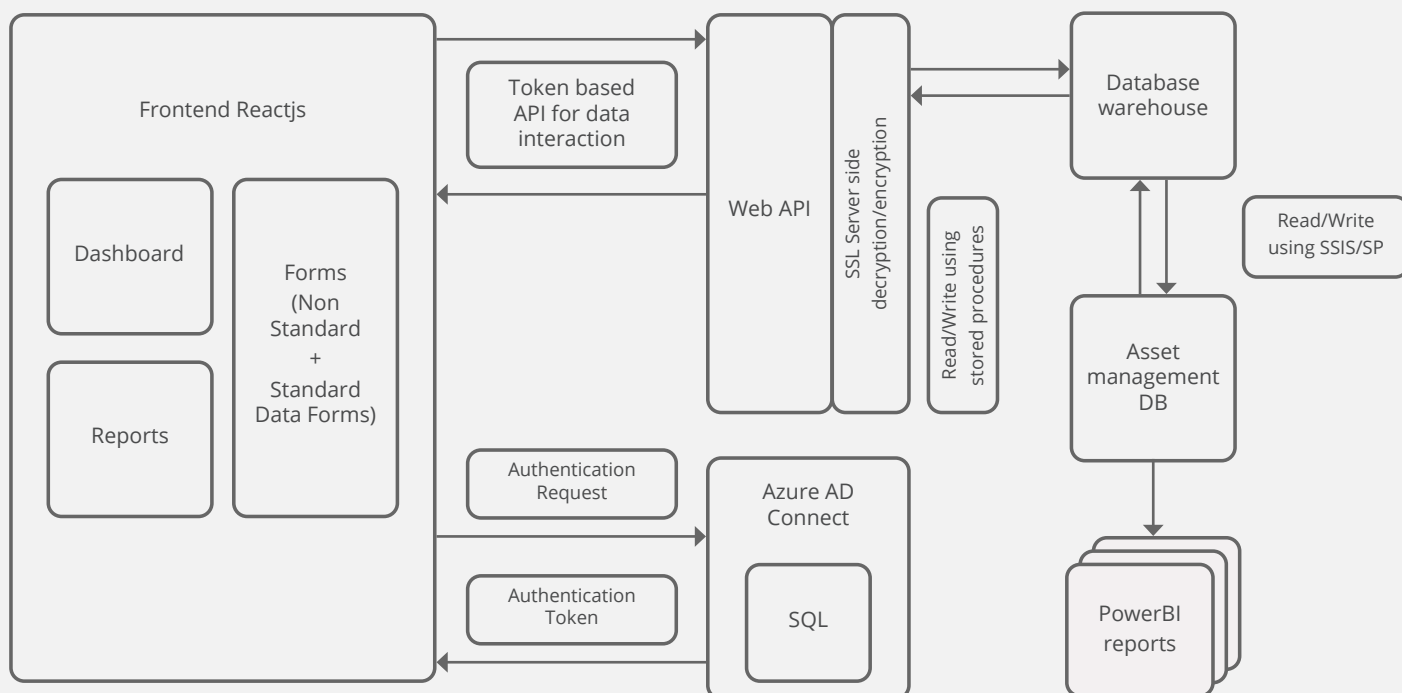 Frontend Reactjs
Dashboard
Reports
Forms
(Non
Standard
+
Standard
Data Forms)
Token based
API for data
interaction
Web API
SSL Server side
decryption/encryption
Read/Write using
stored procedures
Database
warehouse
Read/Write
using SSIS/SP
Asset
management
DB
Authentication
Request
Authentication
Token
Azure AD
Connect
SQL
PowerBI
reports